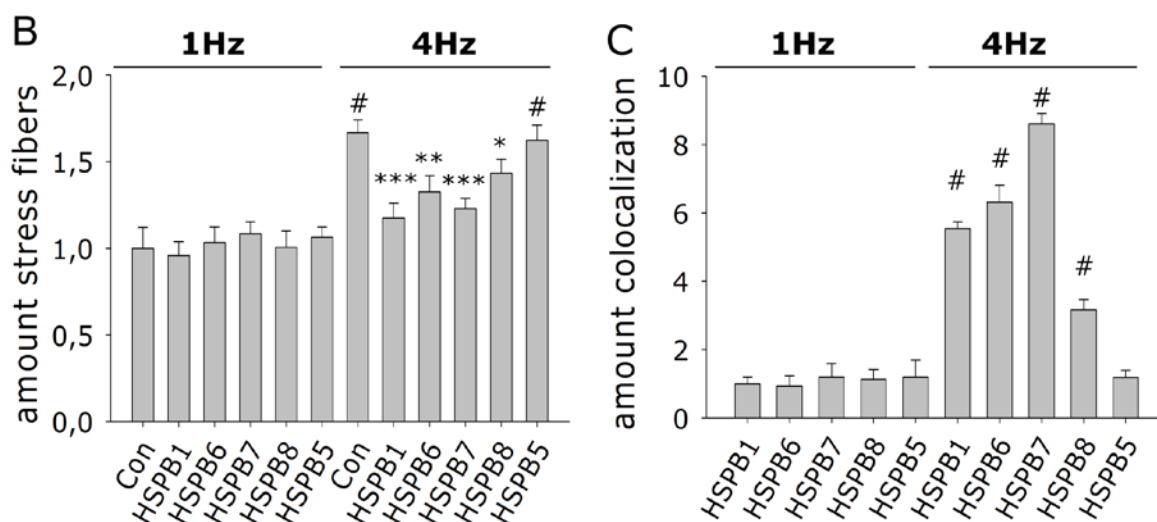 B
1Hz 4Hz
amount stress fibers
2,0
1,5
1,0
0,5
0,0
# *** ** *** * #
Con HSPB1 HSPB6 HSPB7 HSPB8 HSPB5 Con HSPB1 HSPB6 HSPB7 HSPB8 HSPB5
C
1Hz 4Hz
amount colocalization
10
8
6
4
2
0
# # # #
HSPB1 HSPB6 HSPB7 HSPB8 HSPB5 HSPB1 HSPB6 HSPB7 HSPB8 HSPB5